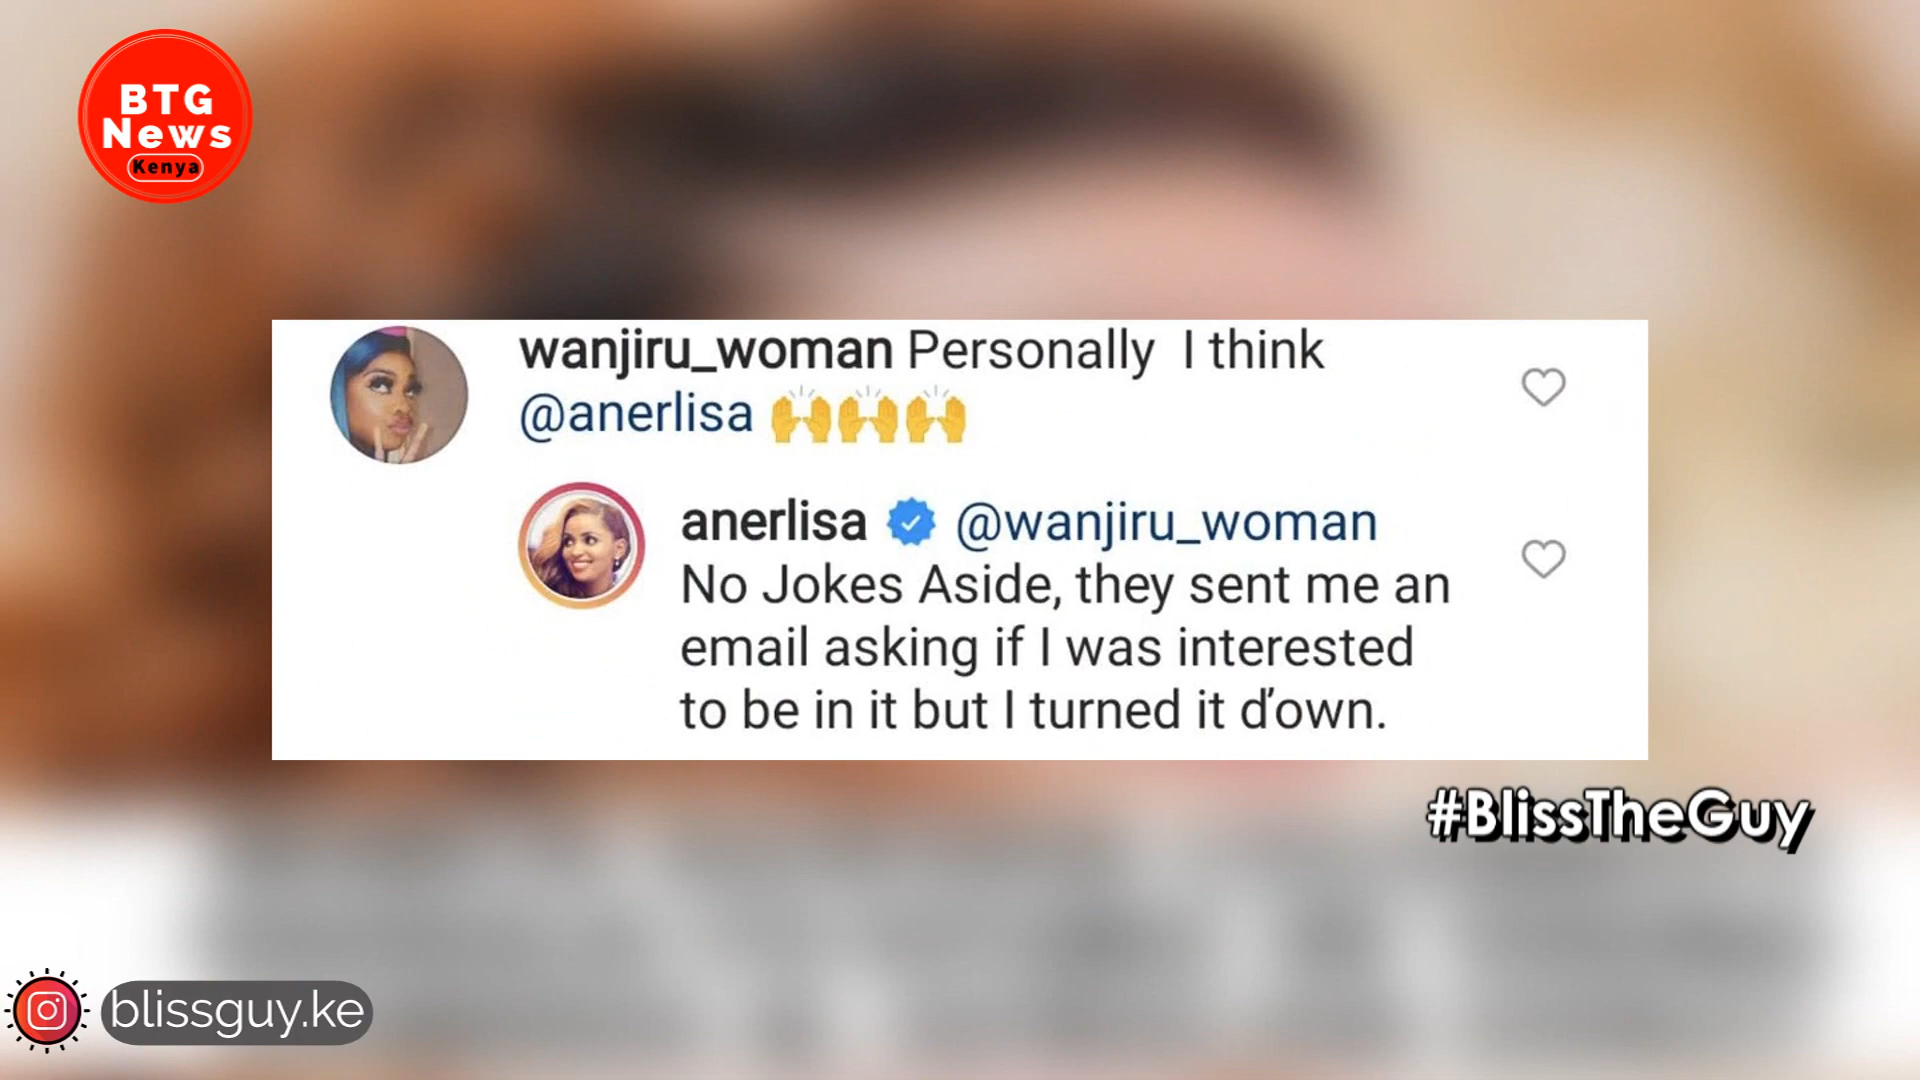 BTG
News
Kenya
wanjiru_woman Personally I think
@anerlisa 🙌🙌🙌
anerlisa @wanjiru_woman
No Jokes Aside, they sent me an
email asking if I was interested
to be in it but I turned it ďown.
#BlissTheGuy
blissguy.ke